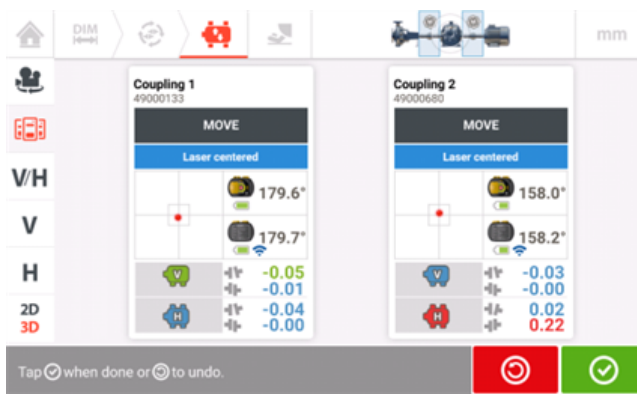 DIM
mm
Coupling 1
49000133
MOVE
Laser centered
179.6°
179.7°
V
-0.05
-0.01
H
-0.04
-0.00
Coupling 2
49000680
MOVE
Laser centered
158.0°
158.2°
V
-0.03
-0.00
H
0.02
0.22
V/H
V
H
2D
3D
Tap when done or to undo.